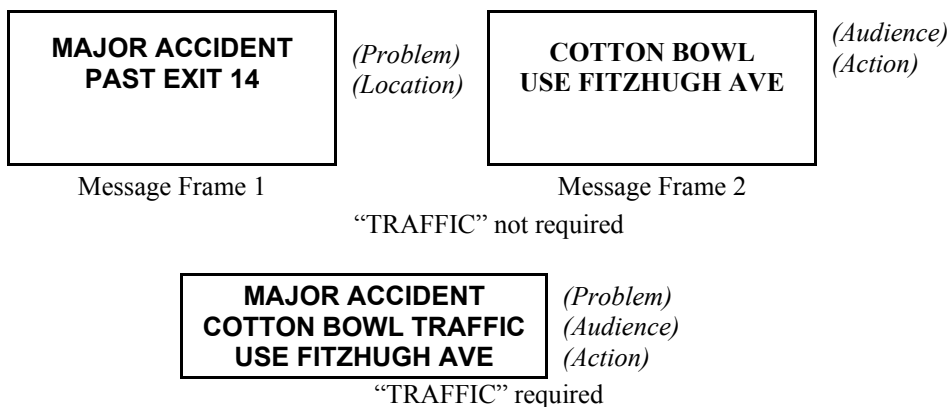 MAJOR ACCIDENT
PAST EXIT 14
(Problem)
(Location)
Message Frame 1
COTTON BOWL
USE FITZHUGH AVE
(Audience)
(Action)
Message Frame 2
“TRAFFIC” not required
MAJOR ACCIDENT
COTTON BOWL TRAFFIC
USE FITZHUGH AVE
(Problem)
(Audience)
(Action)
“TRAFFIC” required